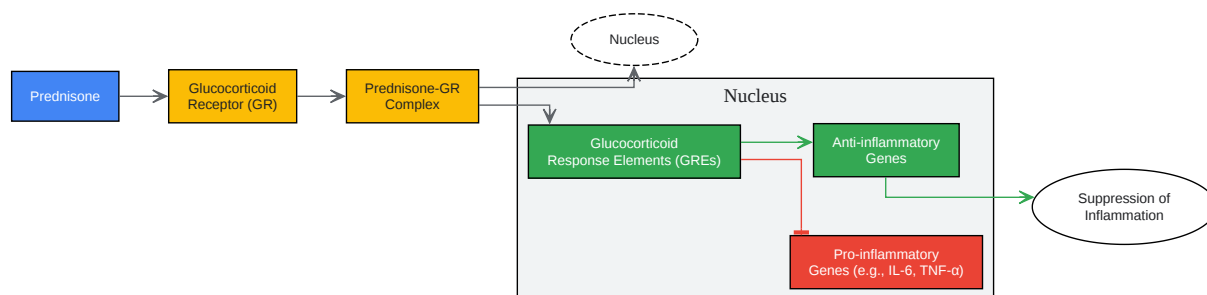 Nucleus
Prednisone
Glucocorticoid
Receptor (GR)
Prednisone-GR
Complex
Nucleus
Glucocorticoid
Response Elements (GREs)
Anti-inflammatory
Genes
Suppression of
Inflammation
Pro-inflammatory
Genes (e.g., IL-6, TNF-α)